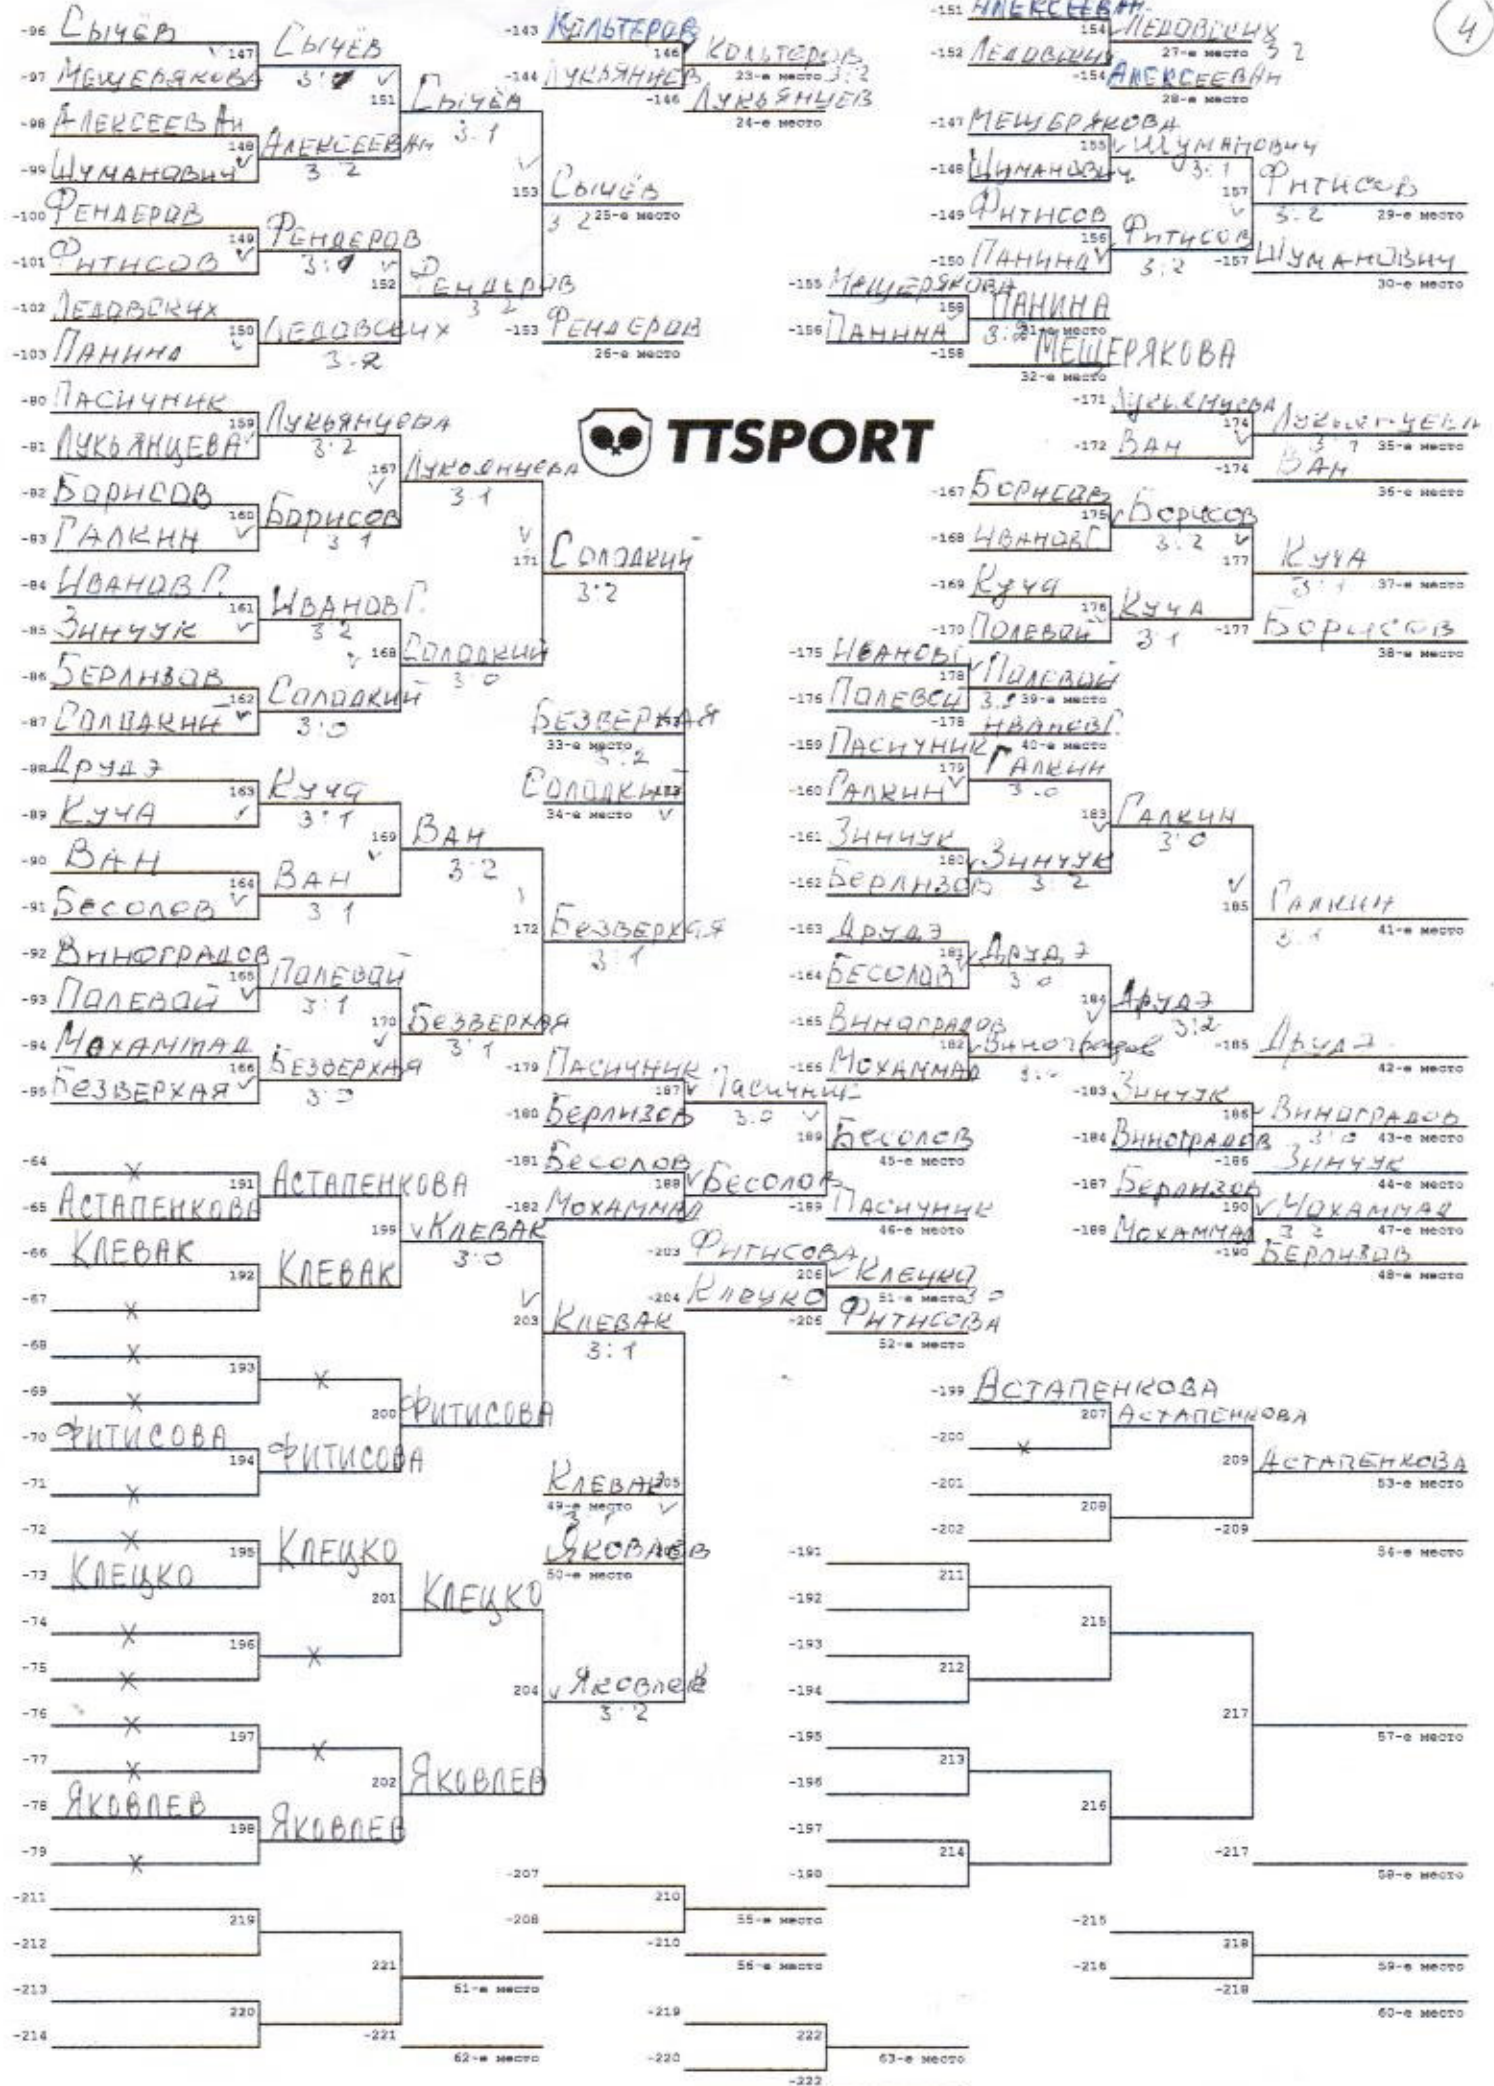 4
-96 Сычёв
147 Сычёв
-97 Мещерякова
3:
151 Сычёв
3:1
-98 Алексеев Ан
148 Алексеев Ан
-99 Шуманович
3 2
153 Сычёв
3 2 25-е место
-100 Фендеров
149 Фендеров
-101 Фитисов
3:
152 Фендеров
3 2
-102 Ледовских
150 Ледовских
-103 Панина
3:2
-153 Фендеров
26-е место
-143 Кольтеров
146 Кольтеров
-144 Лукьянцев
23-е место 3:2
-146 Лукьянцев
24-е место
-151 Алексеев Ан
154 Ледовских
-152 Ледовских
27-е место 3 2
-154 Алексеев Ан
28-е место
-147 Мещерякова
155 Шуманович
-148 Шуманович
3:1
157 Фитисов
3:2 29-е место
-149 Фитисов
156 Фитисов
-150 Панина
3:2
-157 Шуманович
30-е место
-155 Мещерякова
158 Панина
-156 Панина
31-е место
-158 Мещерякова
32-е место
TTSPORT
-80 Пасичник
159 Лукьянцева
-81 Лукьянцева
3:2
167 Лукьянцева
3 1
-82 Борисов
160 Борисов
-83 Галкин
3 1
171 Солодкий
3:2
-84 Иванов Г.
161 Иванов Г.
-85 Зинчук
3 2
168 Солодкий
3:0
-86 Берлизов
162 Солодкий
-87 Солодкий
3:0
Безверхая
33-е место
3:2
Солодкий
34-е место
-88 Друдэ
163 Куча
-89 Куча
3:1
169 Ван
3:2
-90 Ван
164 Ван
-91 Бесолов
3 1
172 Безверхая
3:1
-92 Виноградов
165 Полевой
-93 Полевой
3:1
170 Безверхая
3:1
-94 Мохаммад
166 Безверхая
-95 Безверхая
3:0
-171 Лукьянцева
174 Лукьянцева
-172 Ван
35-е место
-174 Ван
36-е место
-167 Борисов
175 Борисов
-168 Иванов Г.
3:2
177 Куча
3:1 37-е место
-169 Куча
176 Куча
-170 Полевой
3 1
-177 Борисов
38-е место
-175 Иванов Г
178 Полевой
-176 Полевой
39-е место
-178 Иванов Г.
40-е место
-159 Пасичник
179 Галкин
-160 Галкин
3:0
183 Галкин
3:0
-161 Зинчук
180 Зинчук
-162 Берлизов
3:2
185 Галкин
3:1 41-е место
-163 Друдэ
181 Друдэ
-164 Бесолов
3 0
184 Друдэ
3:2
-165 Виноградов
182 Виноградов
-166 Мохаммад
-185 Друдэ
42-е место
-183 Зинчук
186 Виноградов
-184 Виноградов
3:0 43-е место
-186 Зинчук
44-е место
-179 Пасичник
187 Пасичник
-180 Берлизов
3:0
189 Бесолов
45-е место
-181 Бесолов
188 Бесолов
-182 Мохаммад
-189 Пасичник
46-е место
-187 Берлизов
190 Мохаммад
-188 Мохаммад
3 2 47-е место
-190 Берлизов
48-е место
-64 X
191 Астапенкова
-65 Астапенкова
199 Клевак
3:0
-66 Клевак
192 Клевак
-67 X
203 Клевак
3:1
-68 X
193 X
-69 X
200 Фитисова
-70 Фитисова
194 Фитисова
-71 X
Клевак 205
49-е место
3:1
Яковлев
50-е место
-72 X
195 Клецко
-73 Клецко
201 Клецко
-74 X
196 X
-75 X
204 Яковлев
3:2
-76 X
197 X
-77 X
202 Яковлев
-78 Яковлев
198 Яковлев
-79 X
-203 Фитисова
206 Клецко
-204 Клецко
51-е место 3 0
-206 Фитисова
52-е место
-199 Астапенкова
207 Астапенкова
-200 X
209 Астапенкова
53-е место
-201
208
-202
-209
54-е место
-191
211
-192
215
-193
212
-194
217
57-е место
-195
213
-196
216
-197
214
-198
-217
58-е место
-207
210
-208
55-е место
-210
56-е место
-211
219
-212
221
61-е место
-213
220
-214
-221
62-е место
-215
218
-216
59-е место
-218
60-е место
-219
222
-220
63-е место
-222